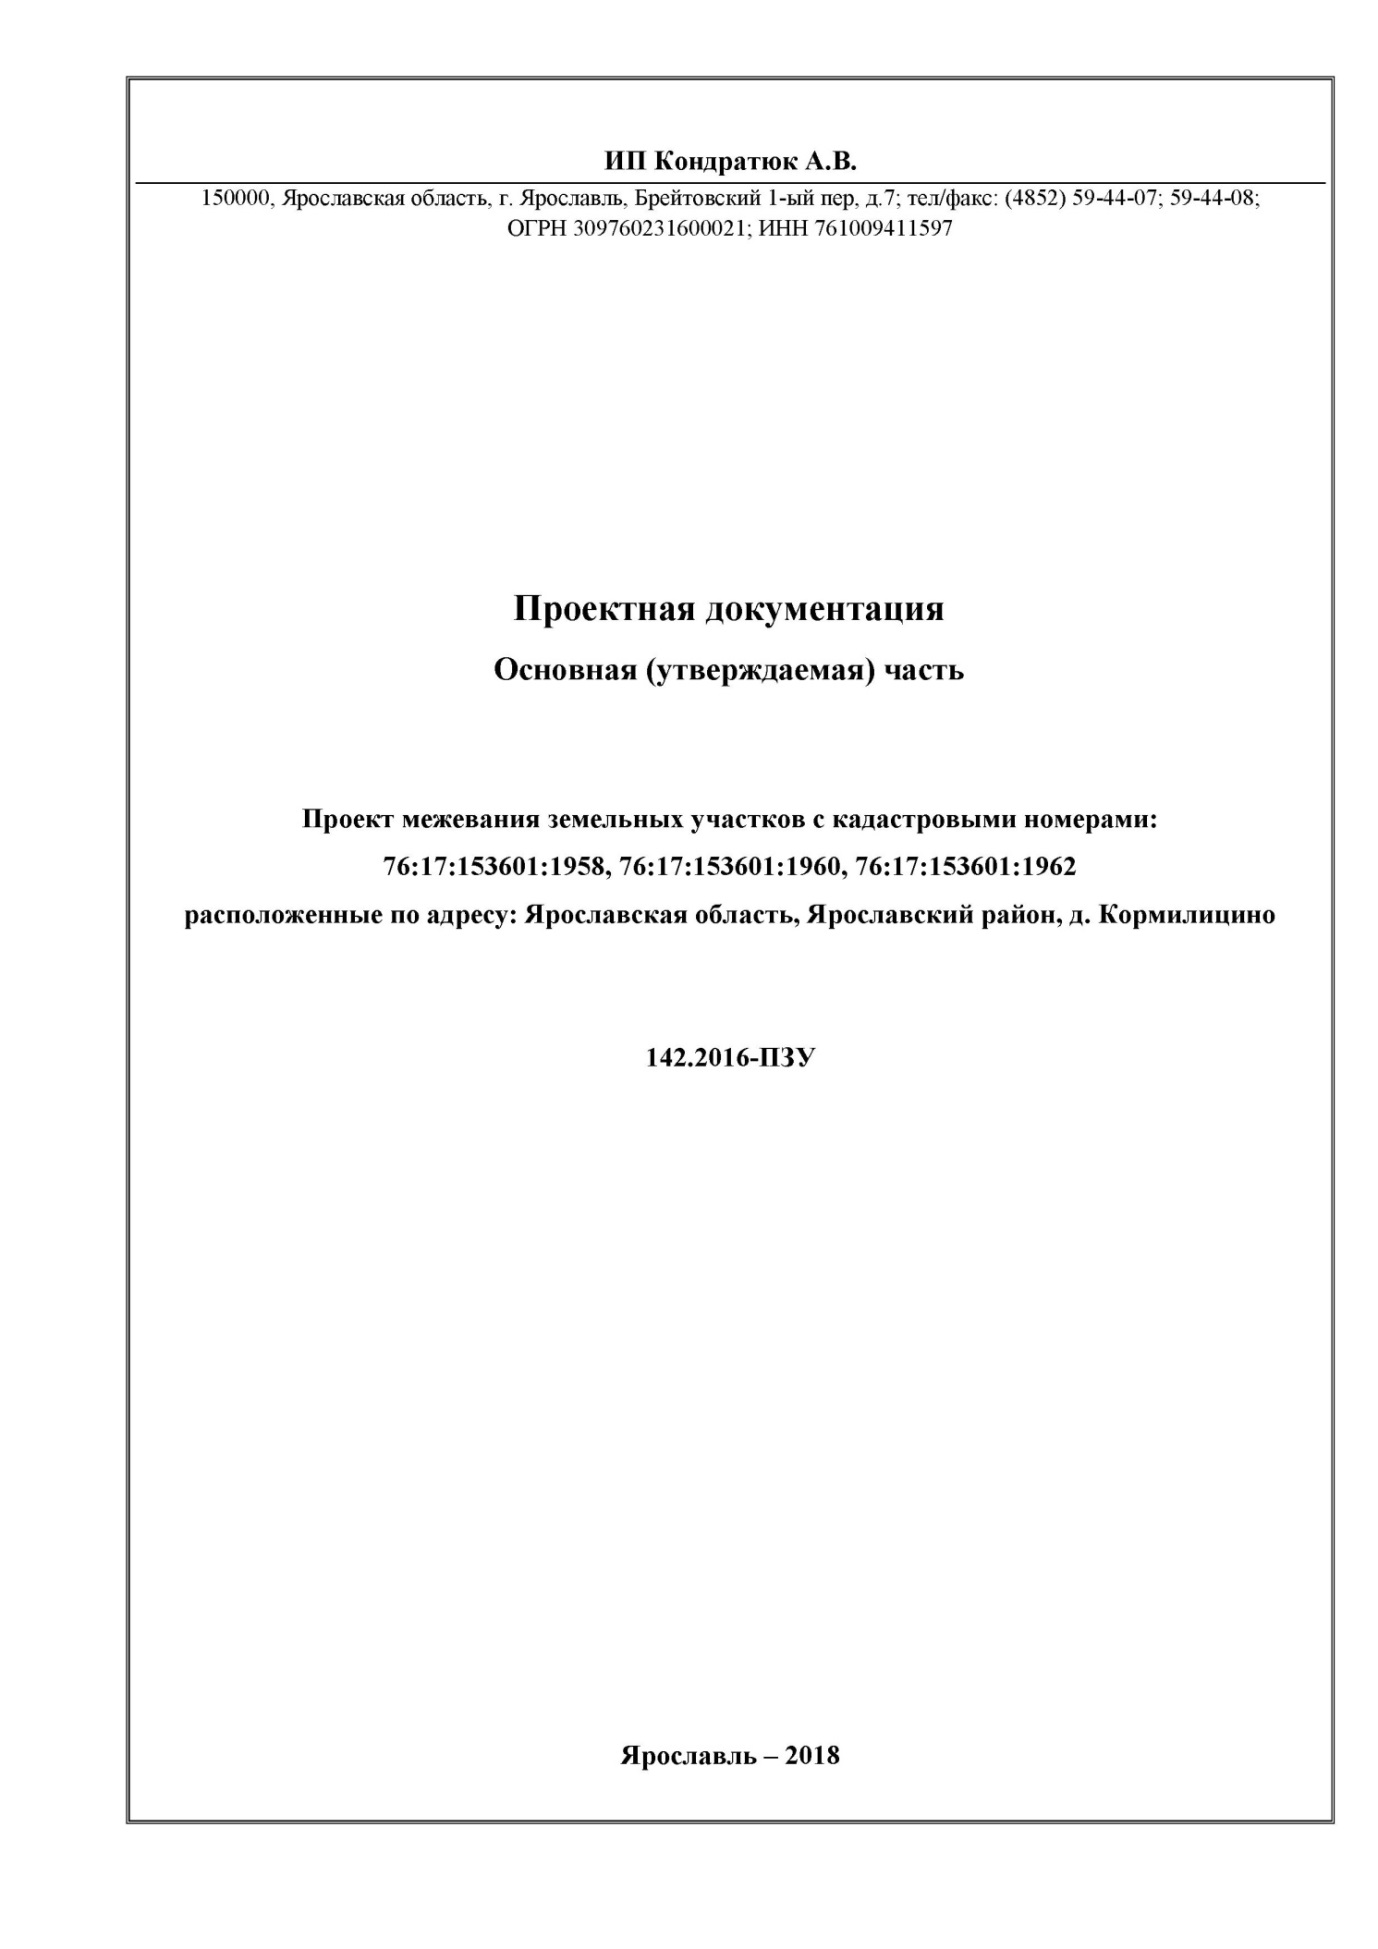 ИП Кондратюк А.В.
150000, Ярославская область, г. Ярославль, Брейтовский 1-ый пер, д.7; тел/факс: (4852) 59-44-07; 59-44-08;
ОГРН 309760231600021; ИНН 761009411597
Проектная документация
Основная (утверждаемая) часть
Проект межевания земельных участков с кадастровыми номерами:
76:17:153601:1958, 76:17:153601:1960, 76:17:153601:1962
расположенные по адресу: Ярославская область, Ярославский район, д. Кормилицино
142.2016-ПЗУ
Ярославль – 2018